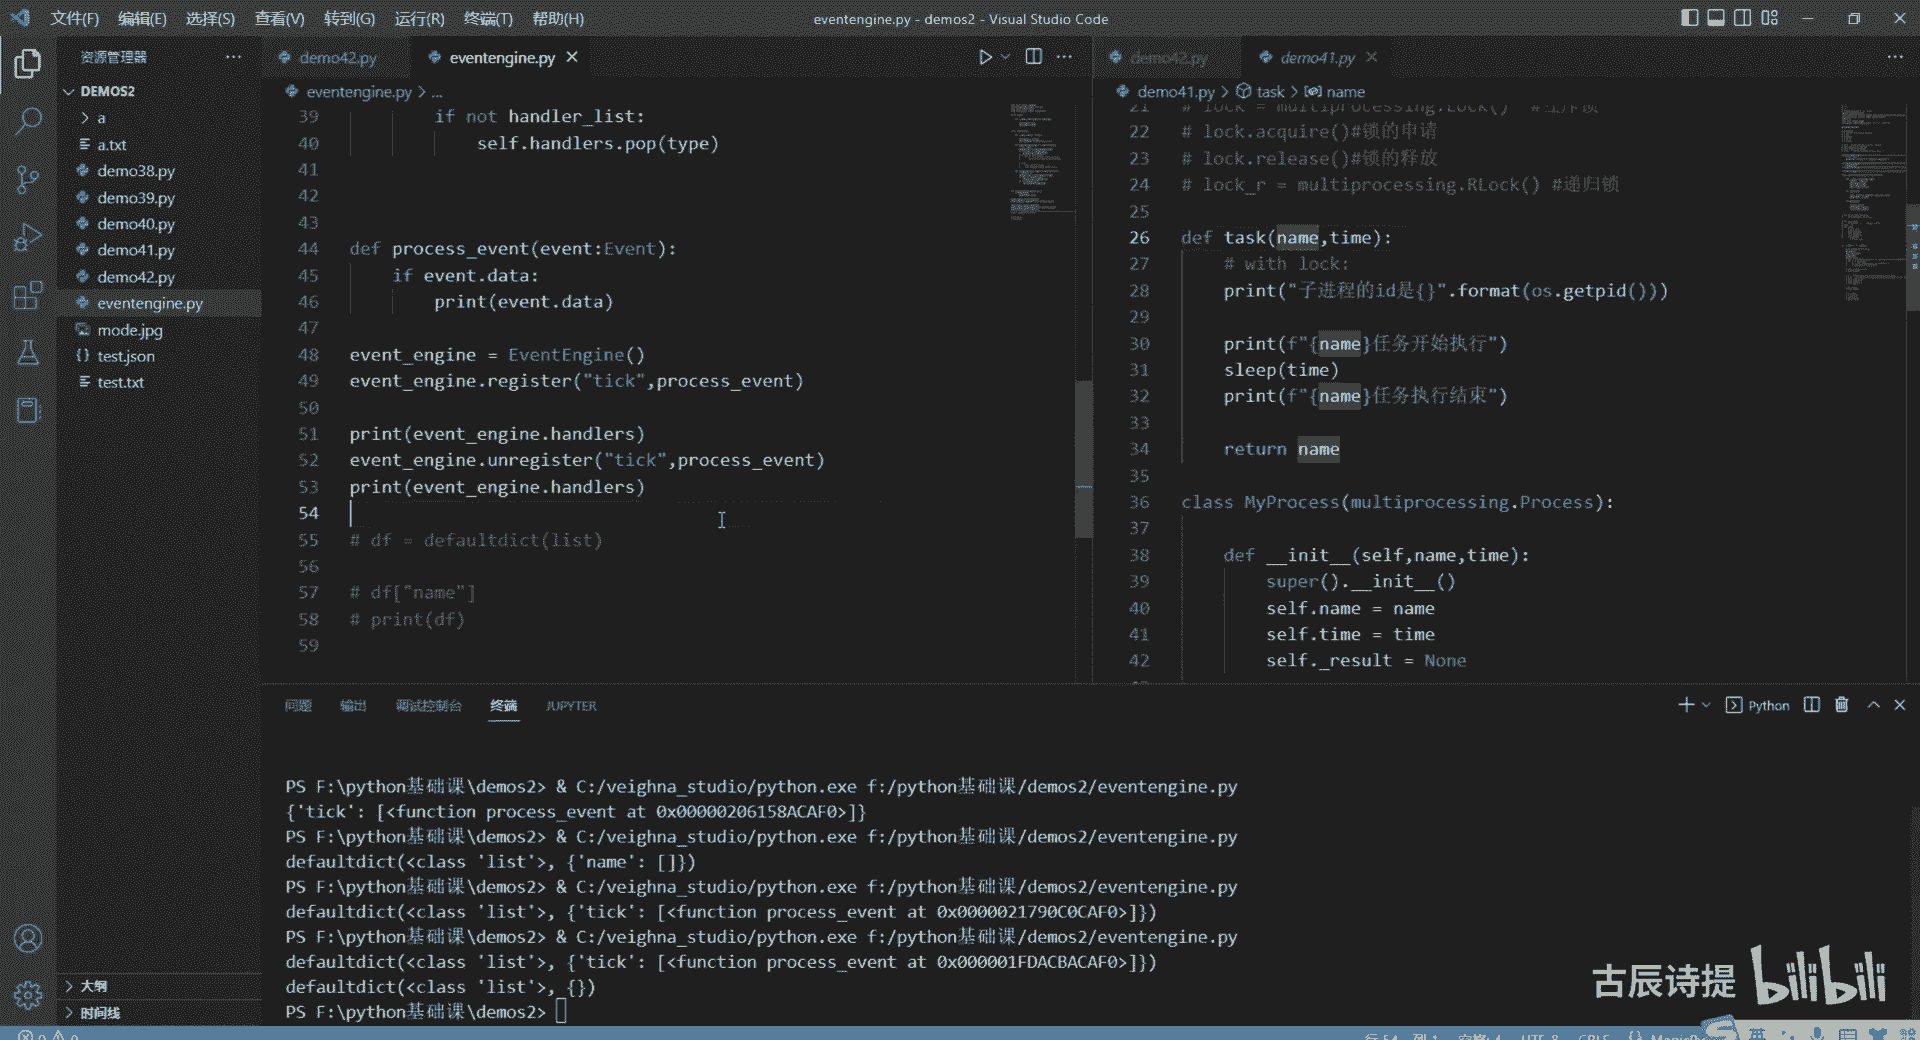 文件(F) 编辑(E) 选择(S) 查看(V) 转到(G) 运行(R) 终端(T) 帮助(H)
eventengine.py - demos2 - Visual Studio Code
资源管理器
DEMOS2
a
a.txt
demo38.py
demo39.py
demo40.py
demo41.py
demo42.py
eventengine.py
mode.jpg
test.json
test.txt
大纲
时间线
demo42.py eventengine.py
eventengine.py > ...
39 if not handler_list:
40 self.handlers.pop(type)
41
42
43
44 def process_event(event:Event):
45 if event.data:
46 print(event.data)
47
48 event_engine = EventEngine()
49 event_engine.register("tick",process_event)
50
51 print(event_engine.handlers)
52 event_engine.unregister("tick",process_event)
53 print(event_engine.handlers)
54
55 # df = defaultdict(list)
56
57 # df["name"]
58 # print(df)
59
demo42.py demo41.py
demo41.py > task > name
21 # lock = multiprocessing.Lock()
22 # lock.acquire()#锁的申请
23 # lock.release()#锁的释放
24 # lock_r = multiprocessing.RLock() #递归锁
25
26 def task(name,time):
27 # with lock:
28 print("子进程的id是{}".format(os.getpid()))
29
30 print(f"{name}任务开始执行")
31 sleep(time)
32 print(f"{name}任务执行结束")
33
34 return name
35
36 class MyProcess(multiprocessing.Process):
37
38 def __init__(self,name,time):
39 super().__init__()
40 self.name = name
41 self.time = time
42 self._result = None
问题 输出 调试控制台 终端 JUPYTER
Python
PS F:\python基础课\demos2> & C:/veighna_studio/python.exe f:/python基础课/demos2/eventengine.py
{'tick': [<function process_event at 0x00000206158ACAF0>]}
PS F:\python基础课\demos2> & C:/veighna_studio/python.exe f:/python基础课/demos2/eventengine.py
defaultdict(<class 'list'>, {'name': []})
PS F:\python基础课\demos2> & C:/veighna_studio/python.exe f:/python基础课/demos2/eventengine.py
defaultdict(<class 'list'>, {'tick': [<function process_event at 0x0000021790C0CAF0>]})
PS F:\python基础课\demos2> & C:/veighna_studio/python.exe f:/python基础课/demos2/eventengine.py
defaultdict(<class 'list'>, {'tick': [<function process_event at 0x000001FDACBACAF0>]})
defaultdict(<class 'list'>, {})
PS F:\python基础课\demos2>
古辰诗提 bilibili